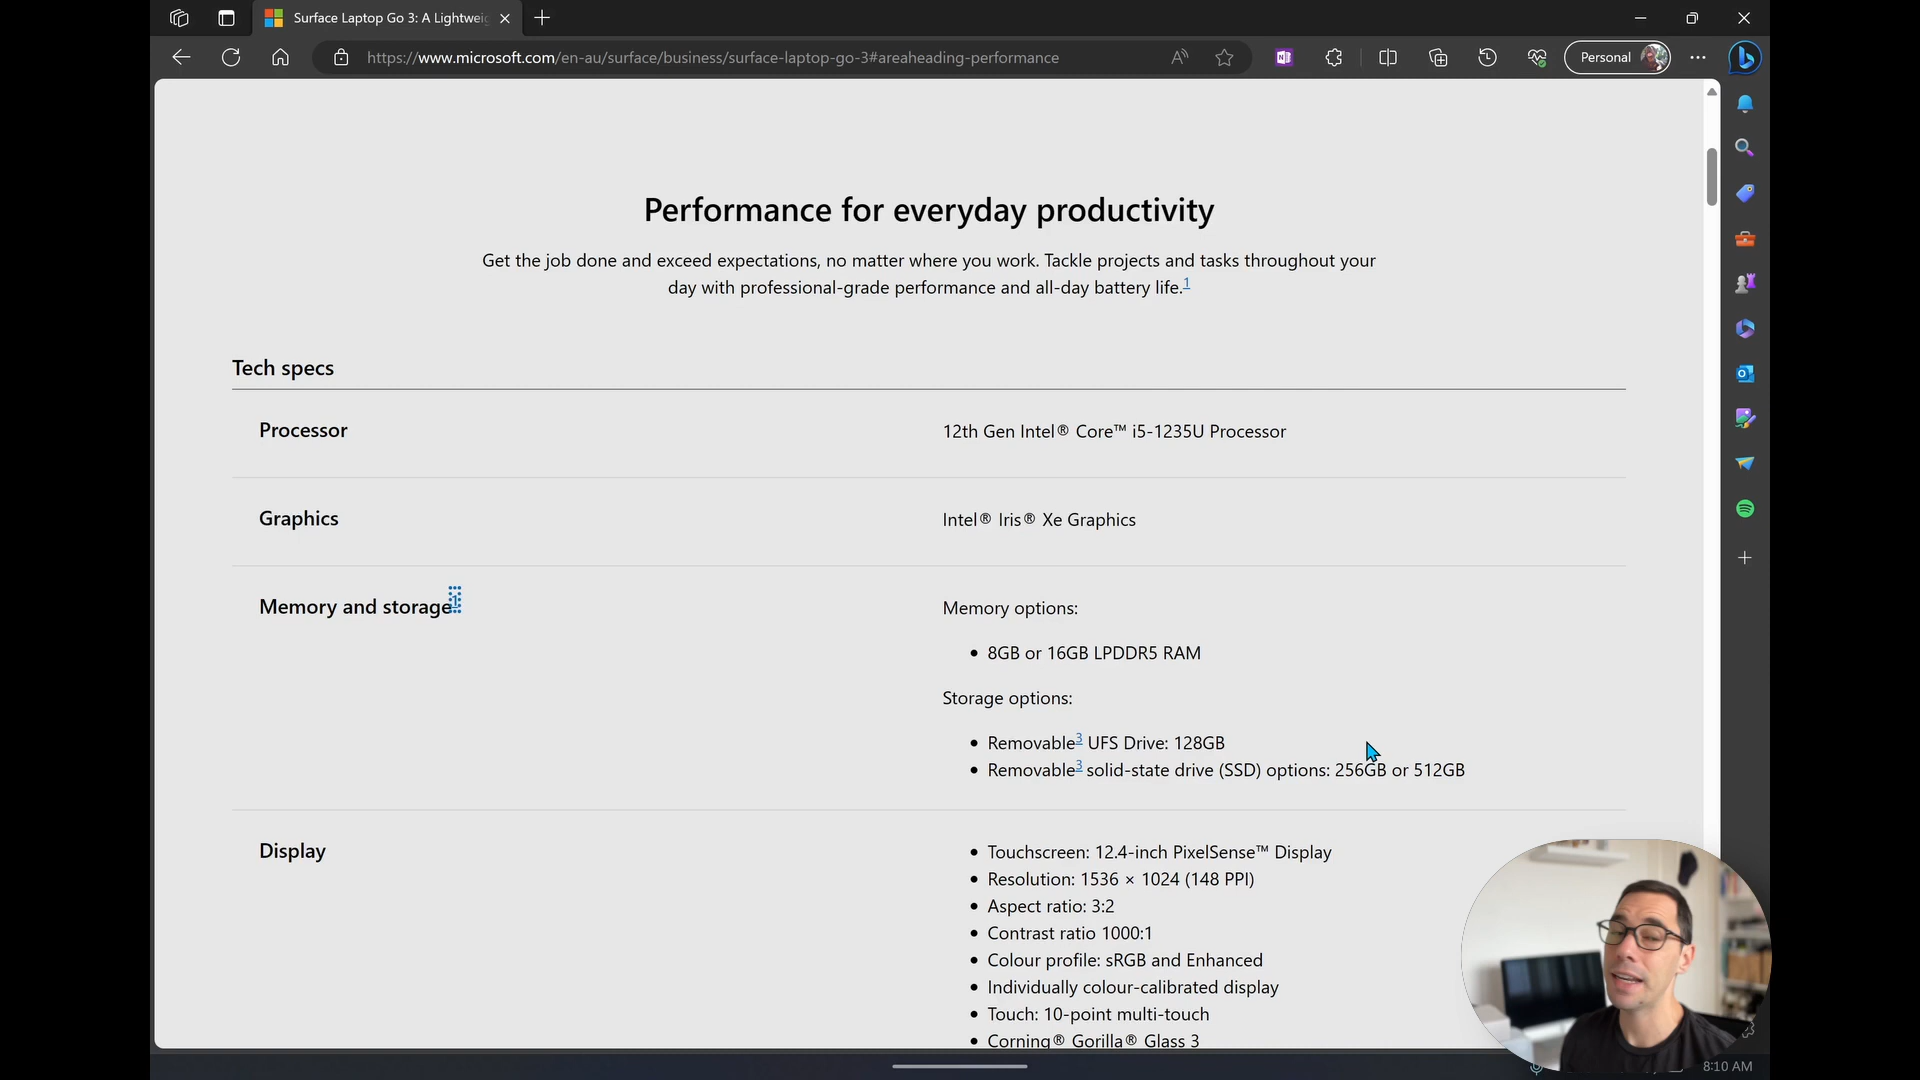 Surface Laptop Go 3: A Lightweig
https://www.microsoft.com/en-au/surface/business/surface-laptop-go-3#areaheading-performance
Personal
Performance for everyday productivity
Get the job done and exceed expectations, no matter where you work. Tackle projects and tasks throughout your
day with professional-grade performance and all-day battery life.1
Tech specs
Processor
12th Gen Intel® Core™ i5-1235U Processor
Graphics
Intel® Iris® Xe Graphics
Memory and storage1
Memory options:
• 8GB or 16GB LPDDR5 RAM
Storage options:
• Removable3 UFS Drive: 128GB
• Removable3 solid-state drive (SSD) options: 256GB or 512GB
Display
• Touchscreen: 12.4-inch PixelSense™ Display
• Resolution: 1536 × 1024 (148 PPI)
• Aspect ratio: 3:2
• Contrast ratio 1000:1
• Colour profile: sRGB and Enhanced
• Individually colour-calibrated display
• Touch: 10-point multi-touch
• Corning® Gorilla® Glass 3
8:10 AM